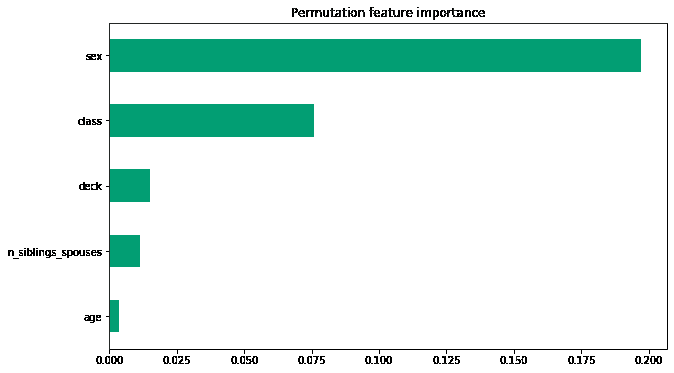 Permutation feature importance
sex
class
deck
n_siblings_spouses
age
0.000 0.025 0.050 0.075 0.100 0.125 0.150 0.175 0.200